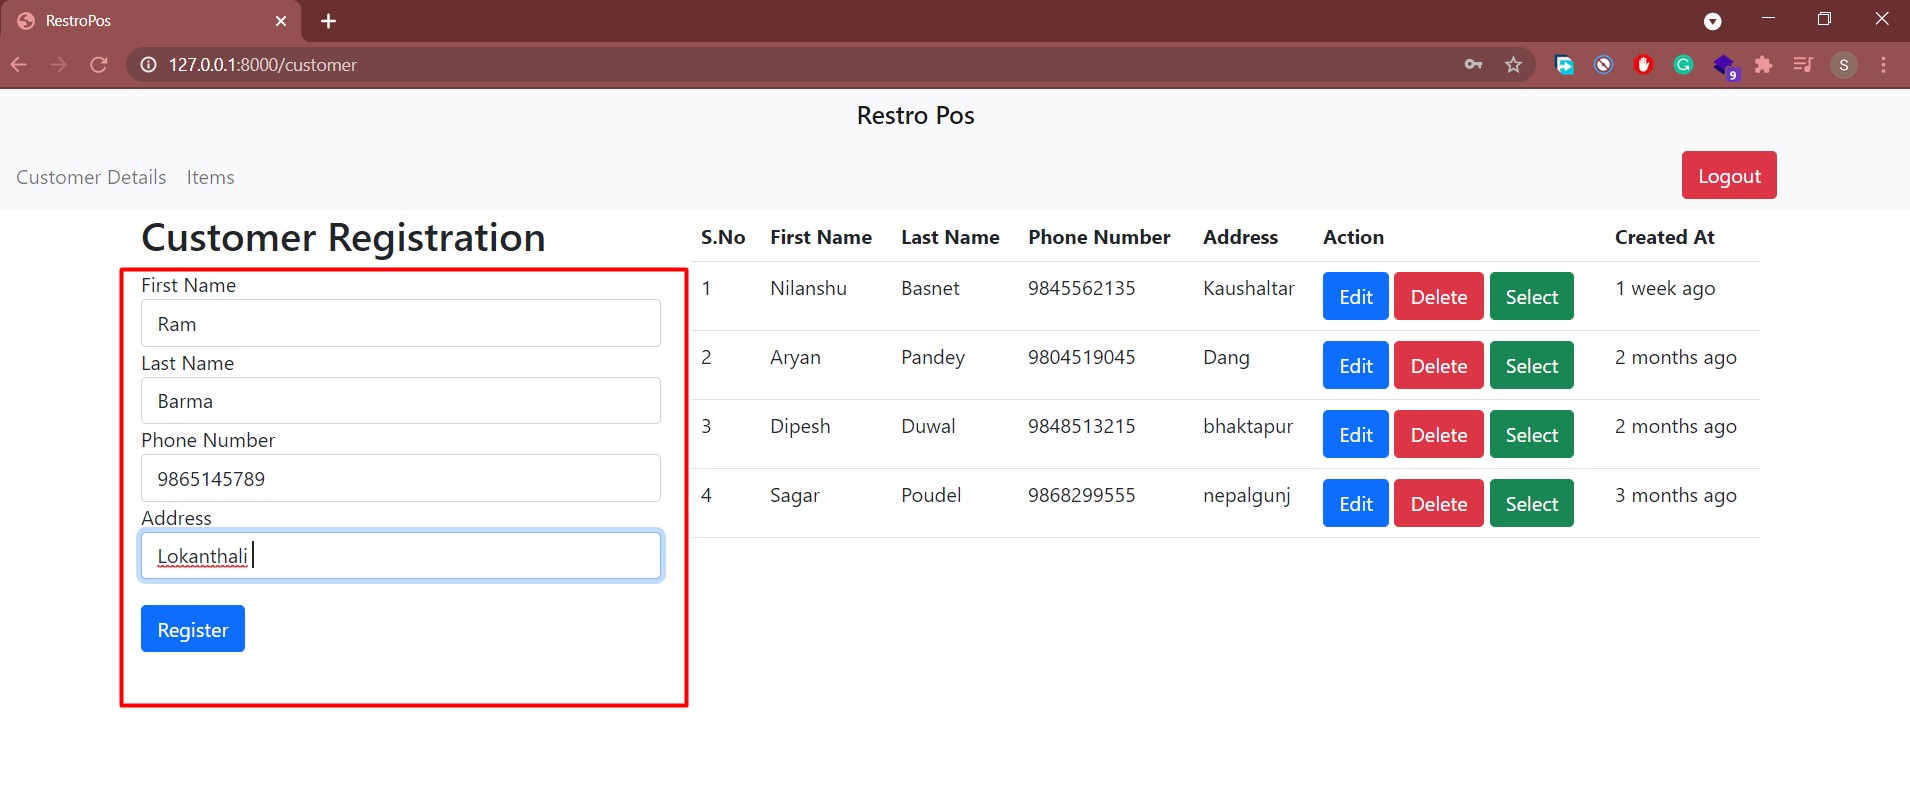 RestroPos
127.0.0.1:8000/customer
9
S
Restro Pos
Customer Details Items
Logout
Customer Registration
First Name
Ram
Last Name
Barma
Phone Number
9865145789
Address
Lokanthali
Register
S.No First Name Last Name Phone Number Address Action Created At
1 Nilanshu Basnet 9845562135 Kaushaltar Edit Delete Select 1 week ago
2 Aryan Pandey 9804519045 Dang Edit Delete Select 2 months ago
3 Dipesh Duwal 9848513215 bhaktapur Edit Delete Select 2 months ago
4 Sagar Poudel 9868299555 nepalgunj Edit Delete Select 3 months ago